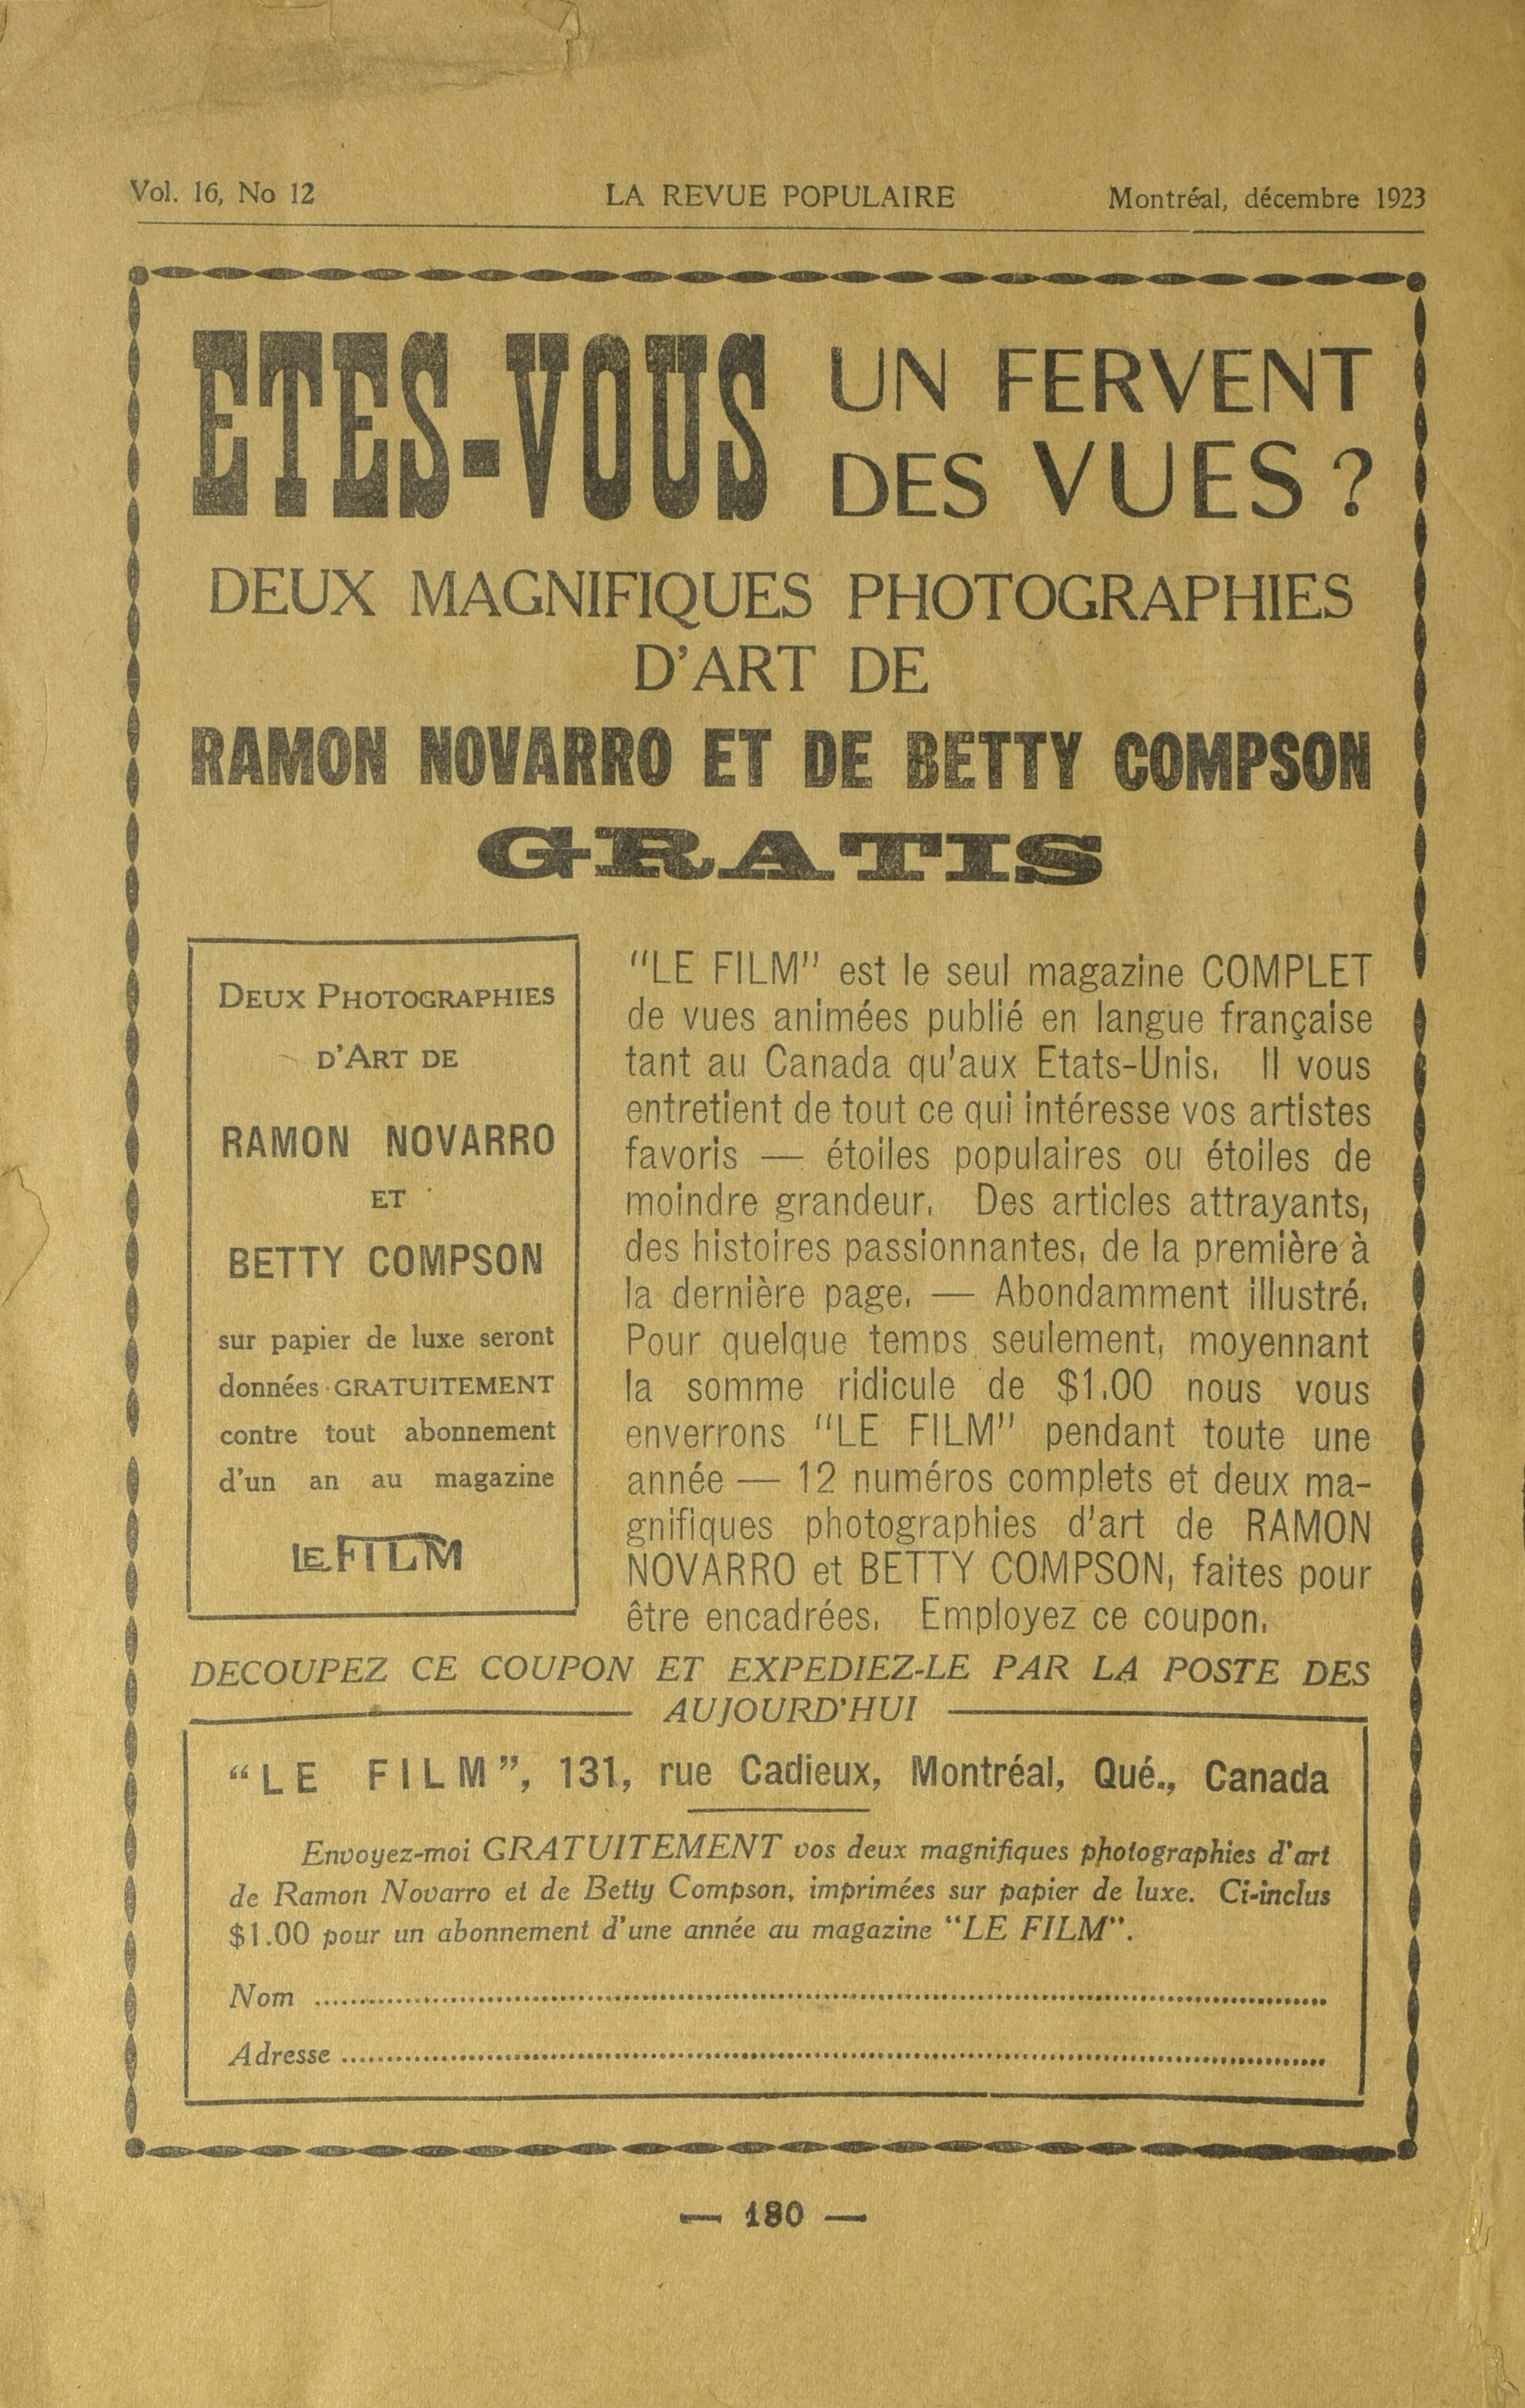 Vol. 16, No 12 LA REVUE POPULAIRE Montréal, décembre 1923
ETES-VOUS UN FERVENT
DES VUES ?
DEUX MAGNIFIQUES PHOTOGRAPHIES
D'ART DE
RAMON NOVARRO ET DE BETTY COMPSON
GRATIS
DEUX PHOTOGRAPHIES
D'ART DE
RAMON NOVARRO
ET
BETTY COMPSON
sur papier de luxe seront
données GRATUITEMENT
contre tout abonnement
d'un an au magazine
LE FILM
"LE FILM" est le seul magazine COMPLET
de vues animées publié en langue française
tant au Canada qu'aux Etats-Unis. Il vous
entretient de tout ce qui intéresse vos artistes
favoris — étoiles populaires ou étoiles de
moindre grandeur. Des articles attrayants,
des histoires passionnantes, de la première à
la dernière page. — Abondamment illustré.
Pour quelque temps seulement, moyennant
la somme ridicule de $1.00 nous vous
enverrons "LE FILM" pendant toute une
année — 12 numéros complets et deux ma-
gnifiques photographies d'art de RAMON
NOVARRO et BETTY COMPSON, faites pour
être encadrées. Employez ce coupon.
DECOUPEZ CE COUPON ET EXPEDIEZ-LE PAR LA POSTE DES
AUJOURD'HUI
"LE FILM", 131, rue Cadieux, Montréal, Qué., Canada
Envoyez-moi GRATUITEMENT vos deux magnifiques photographies d'art
de Ramon Novarro et de Betty Compson, imprimées sur papier de luxe. Ci-inclus
$1.00 pour un abonnement d'une année au magazine "LE FILM".
Nom
Adresse
— 180 —